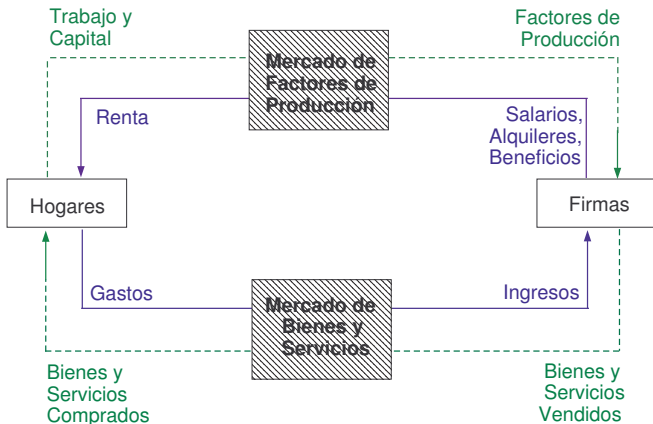 Trabajo y
Capital
Mercado de
Factores de
Producción
Factores de
Producción
Renta
Salarios,
Alquileres,
Beneficios
Hogares
Firmas
Gastos
Mercado de
Bienes y
Servicios
Ingresos
Bienes y
Servicios
Comprados
Bienes y
Servicios
Vendidos